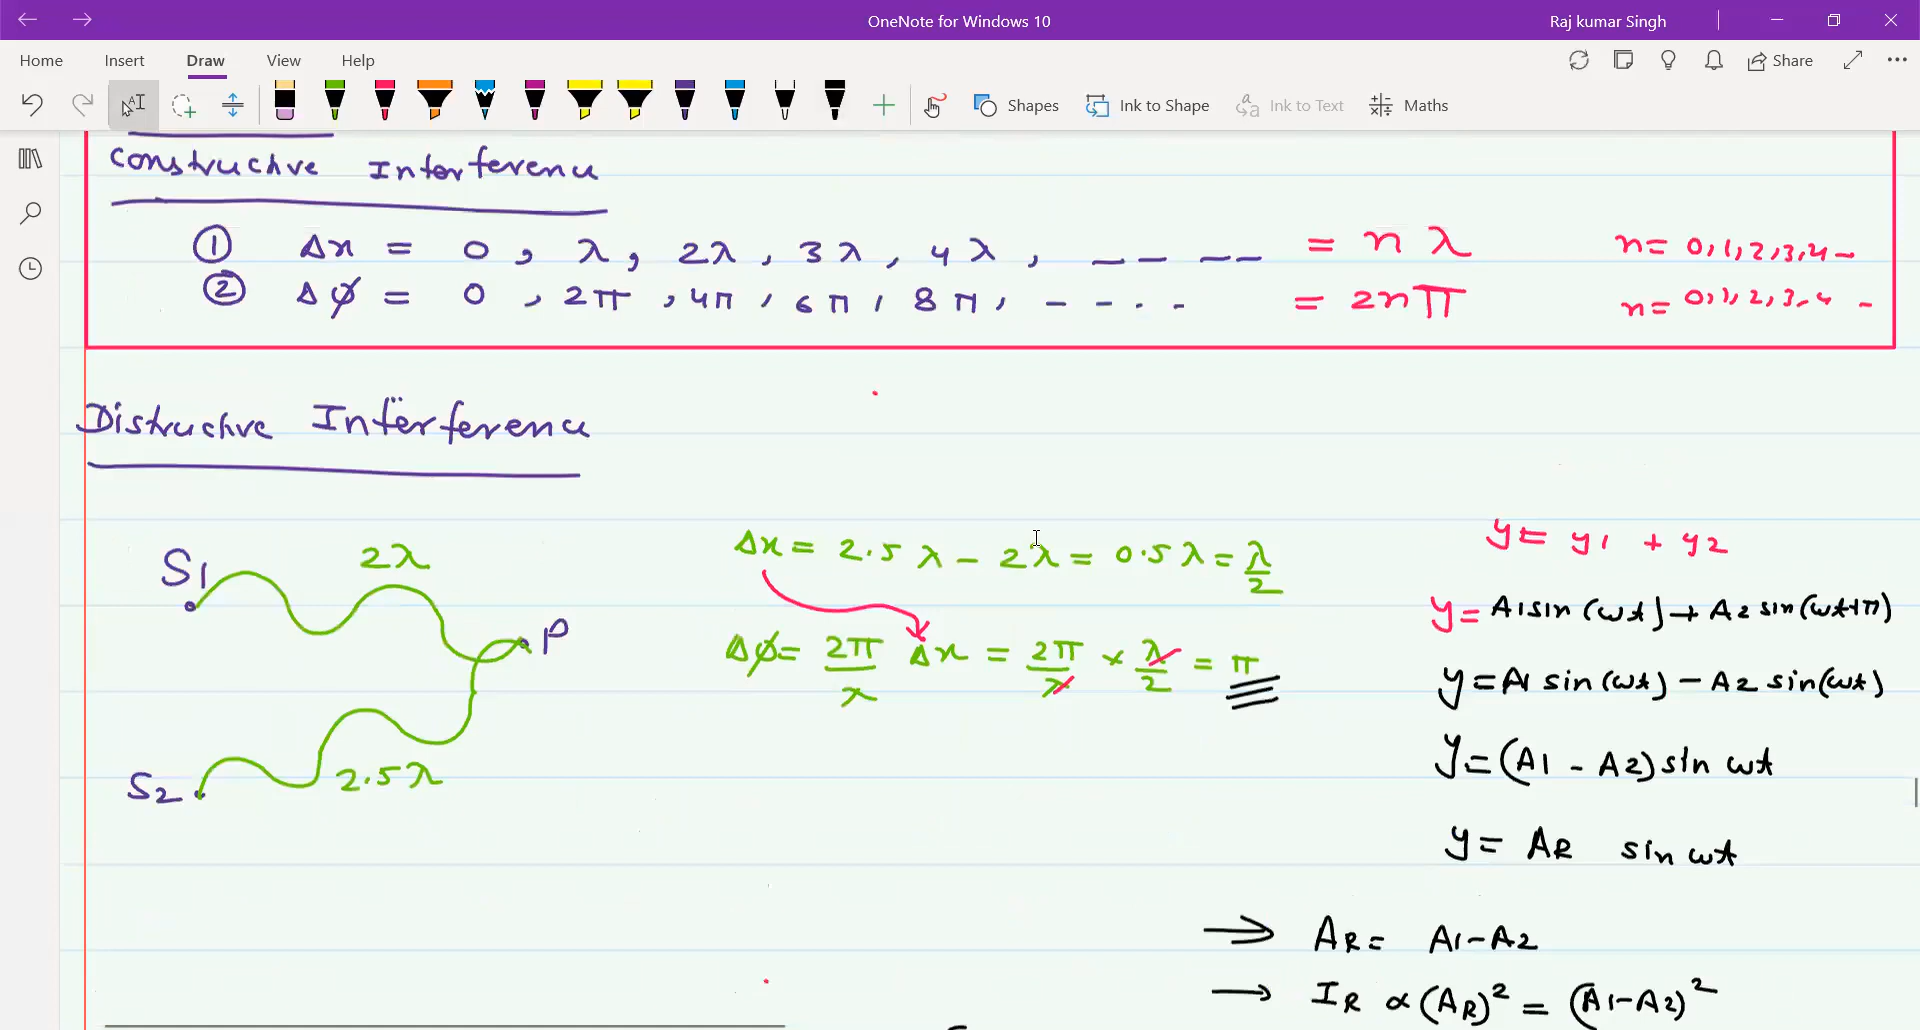 OneNote for Windows 10
Raj kumar Singh
Home Insert Draw View Help
Share
Shapes Ink to Shape Ink to Text Maths
Constructive Interference
① Δx = 0, λ, 2λ, 3λ, 4λ, ---- = nλ n= 0,1,2,3,4--
② Δφ = 0, 2π, 4π, 6π, 8π, ---- = 2nπ n= 0,1,2,3,4 --
Distructive Interference
S1
2λ
P
S2
2.5λ
Δx = 2.5λ - 2λ = 0.5λ = λ/2
Δφ = 2π/λ Δx = 2π/λ × λ/2 = π
y = y1 + y2
y = A1 sin (ωt) + A2 sin(ωt+π)
y = A1 sin(ωt) - A2 sin(ωt)
y = (A1 - A2) sin ωt
y = AR sin ωt
→ AR = A1-A2
→ IR ∝ (AR)² = (A1-A2)²